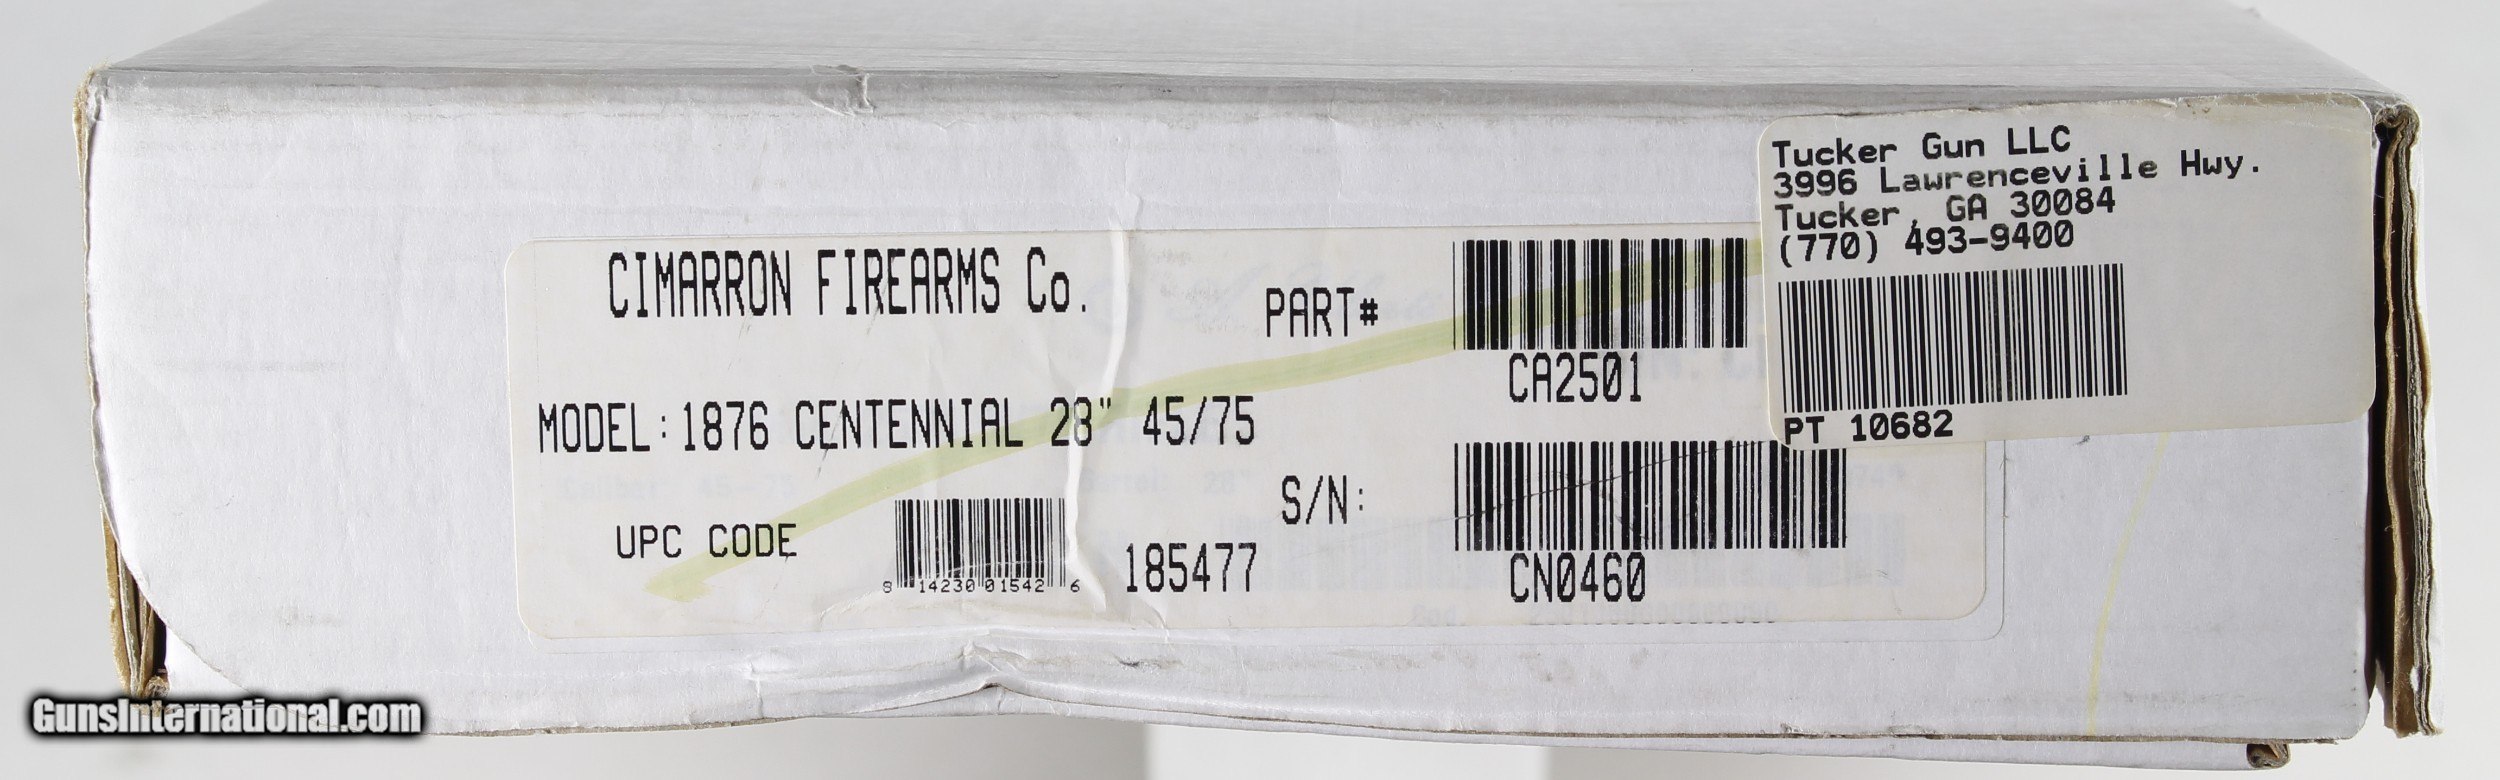 Tucker Gun LLC
3996 Lawrenceville Hwy.
Tucker, GA 30084
(770) 493-9400
PT 10682
CIMARRON FIREARMS Co.
PART#
CA2501
MODEL: 1876 CENTENNIAL 28" 45/75
S/N:
CN0460
UPC CODE
8 14230 01542 6
185477
GunsInternational.com